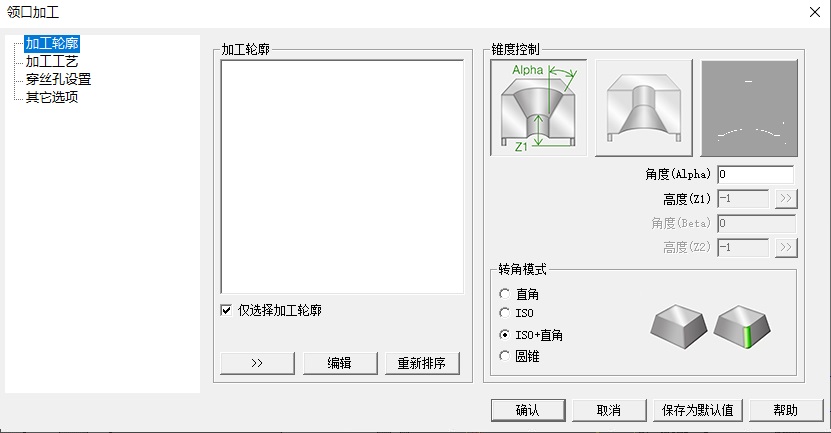 领口加工
加工轮廓
加工工艺
穿丝孔设置
其它选项
加工轮廓
仅选择加工轮廓
>>
编辑
重新排序
锥度控制
Alpha
Z1
角度(Alpha) 0
高度(Z1) -1 >>
角度(Beta) 0
高度(Z2) -1 >>
转角模式
直角
ISO
ISO+直角
圆锥
确认
取消
保存为默认值
帮助